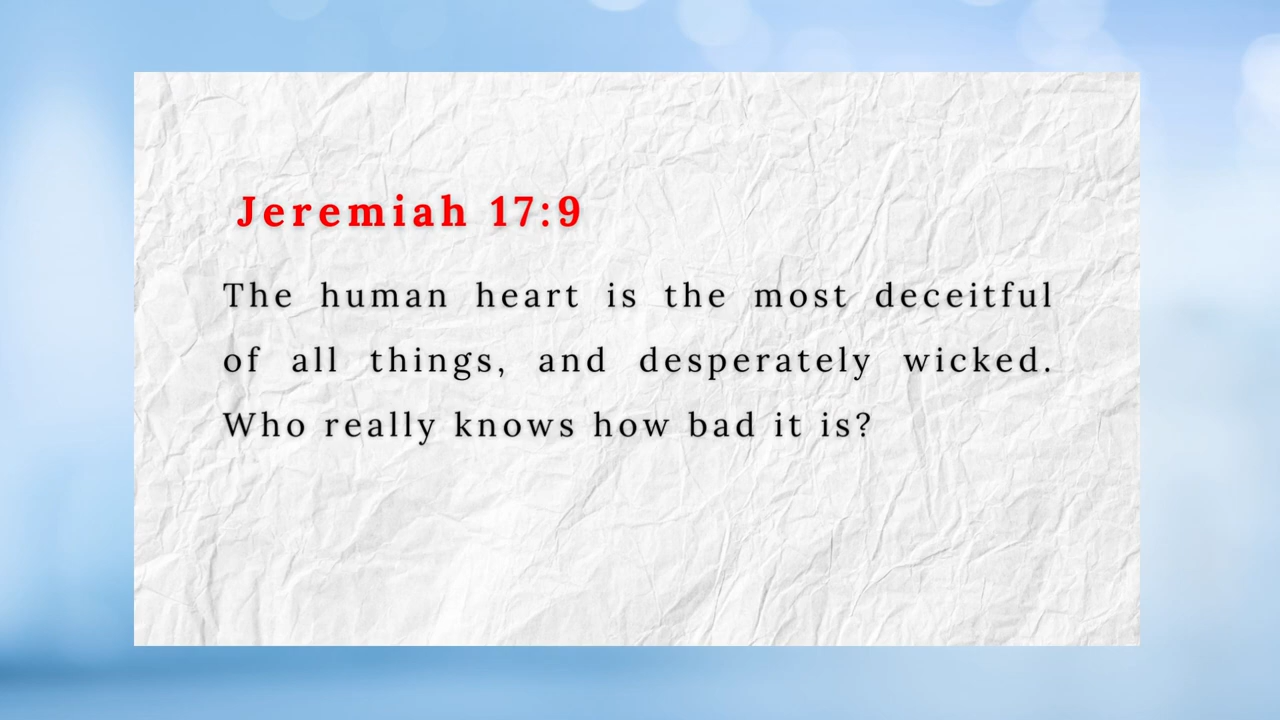 Jeremiah 17:9
The human heart is the most deceitful
of all things, and desperately wicked.
Who really knows how bad it is?